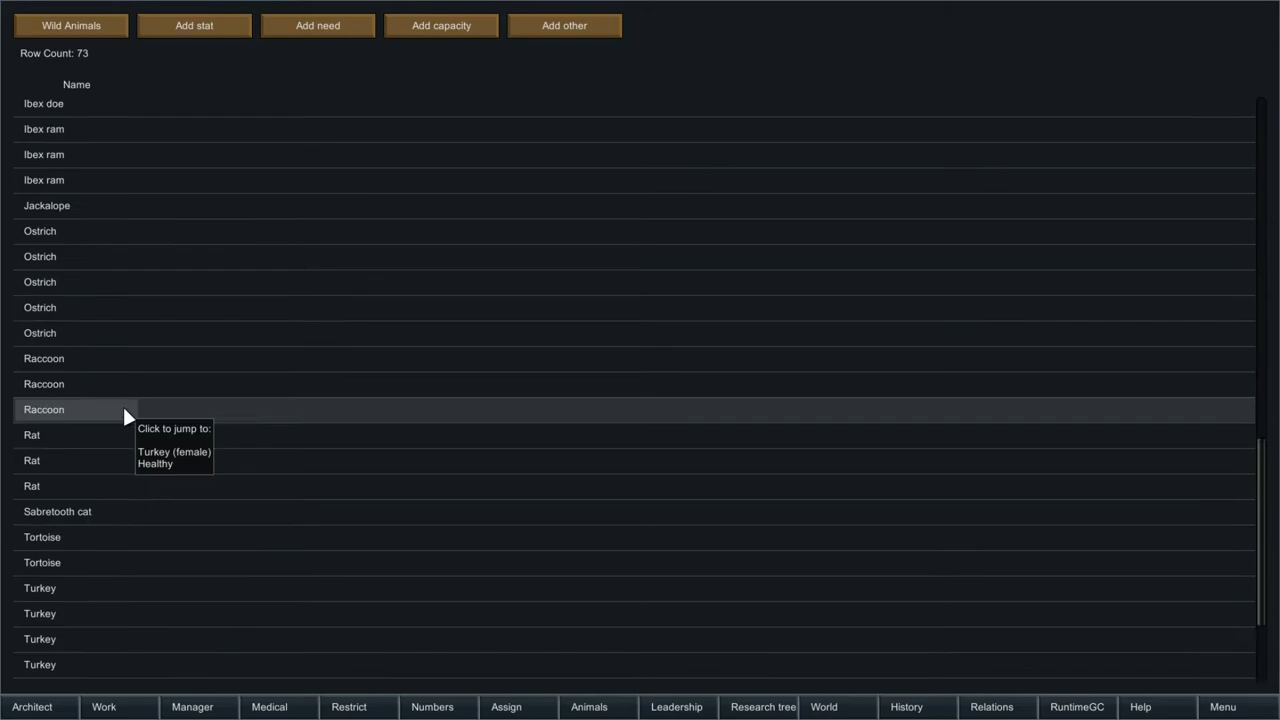 Wild Animals Add stat Add need Add capacity Add other
Row Count: 73
Name
Ibex doe
Ibex ram
Ibex ram
Ibex ram
Jackalope
Ostrich
Ostrich
Ostrich
Ostrich
Ostrich
Raccoon
Raccoon
Raccoon
Click to jump to:
Rat
Turkey (female)
Rat
Healthy
Rat
Sabretooth cat
Tortoise
Tortoise
Turkey
Turkey
Turkey
Turkey
Architect Work Manager Medical Restrict Numbers Assign Animals Leadership Research tree World History Relations RuntimeGC Help Menu